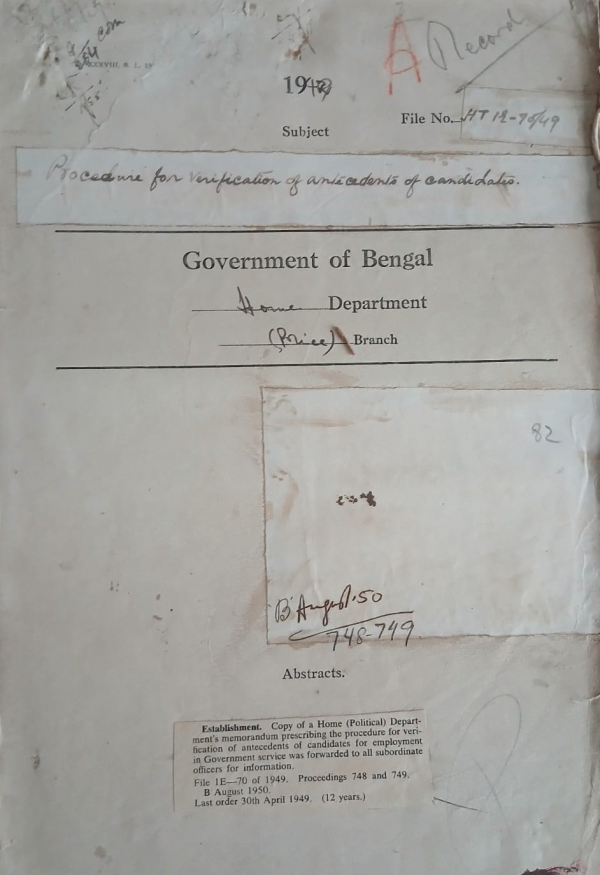 A Record
1949
File No. HT 12-70/49
Subject
Procedure for verification of antecedents of candidates.
Government of Bengal
Home Department
(Police) Branch
82
B August '50
748-749
Abstracts.
Establishment. Copy of a Home (Political) Depart-
ment's memorandum prescribing the procedure for veri-
fication of antecedents of candidates for employment
in Government service was forwarded to all subordinate
officers for information.
File 1E—70 of 1949. Proceedings 748 and 749.
B August 1950.
Last order 30th April 1949. (12 years.)